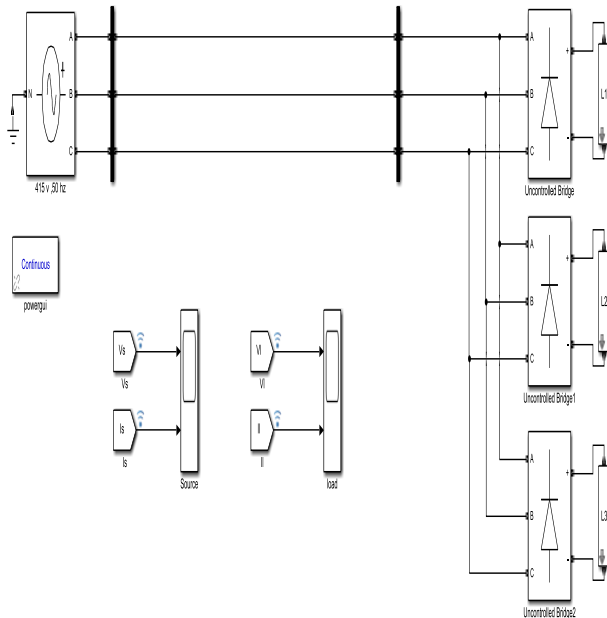 A
B
C
N
415 v ,50 hz
A
B
C
+
-
L1
Uncontrolled Bridge
Continuous
powergui
A
B
C
+
-
L2
Uncontrolled Bridge1
Vs
Vs
Is
Is
Source
Vl
Vl
Il
Il
load
A
B
C
+
-
L3
Uncontrolled Bridge2